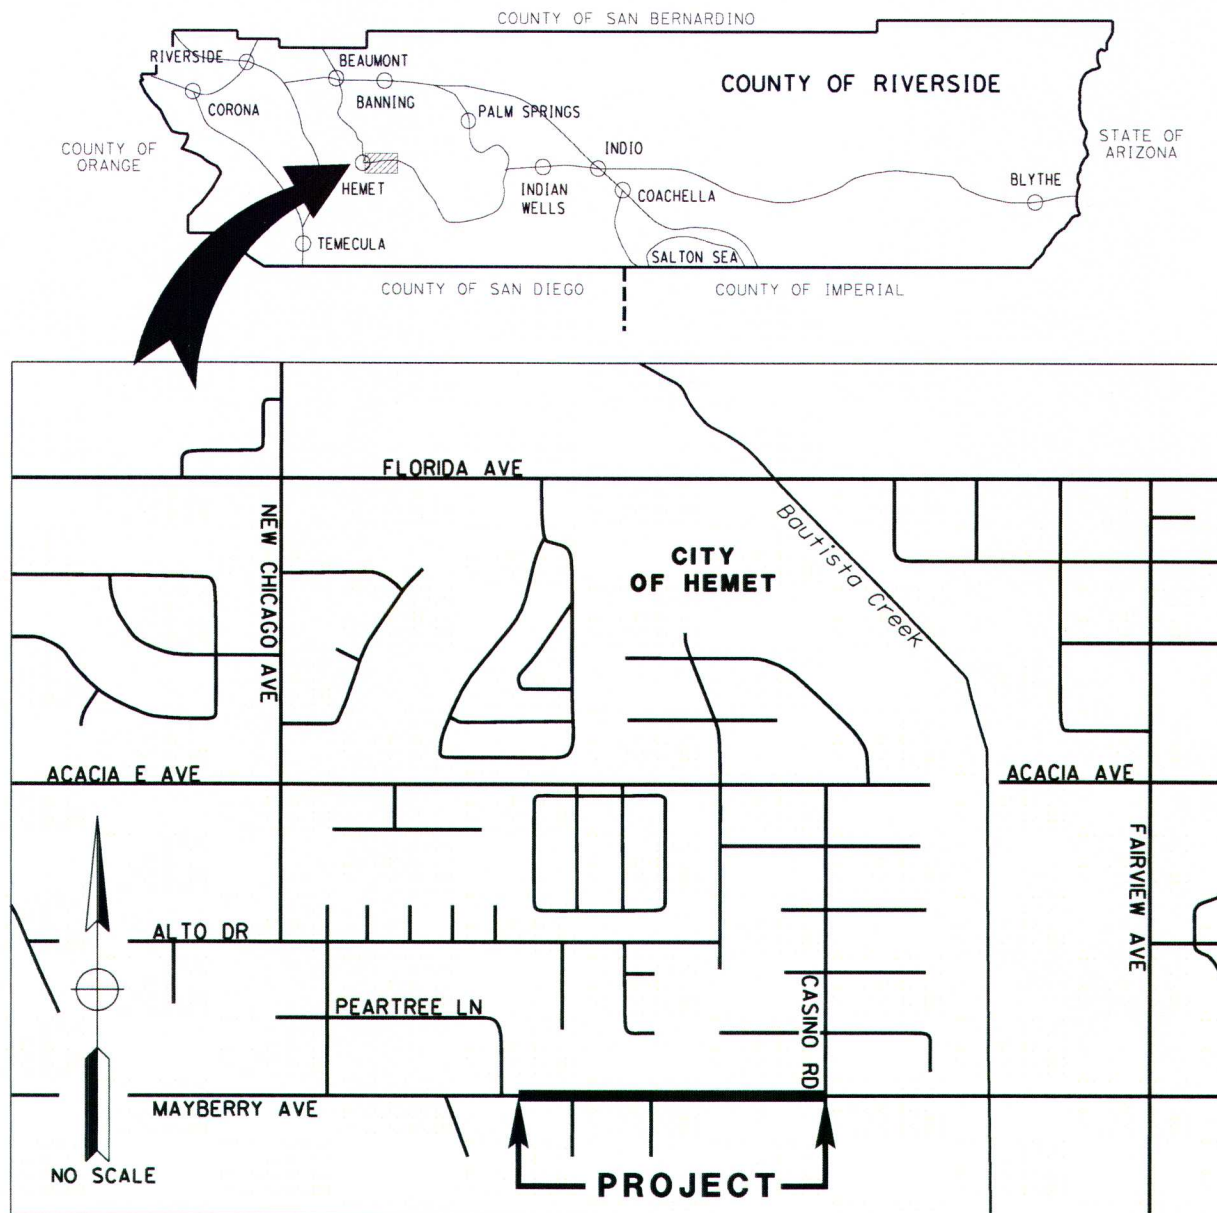 COUNTY OF SAN BERNARDINO
RIVERSIDE
BEAUMONT
COUNTY OF RIVERSIDE
BANNING
CORONA
PALM SPRINGS
COUNTY OF
ORANGE
STATE OF
ARIZONA
INDIO
HEMET
INDIAN
WELLS
COACHELLA
BLYTHE
TEMECULA
SALTON SEA
COUNTY OF SAN DIEGO
COUNTY OF IMPERIAL
FLORIDA AVE
NEW CHICAGO AVE
CITY
OF HEMET
Bautista Creek
ACACIA E AVE
ACACIA AVE
FAIRVIEW AVE
ALTO DR
PEARTREE LN
CASINO RD
MAYBERRY AVE
NO SCALE
PROJECT